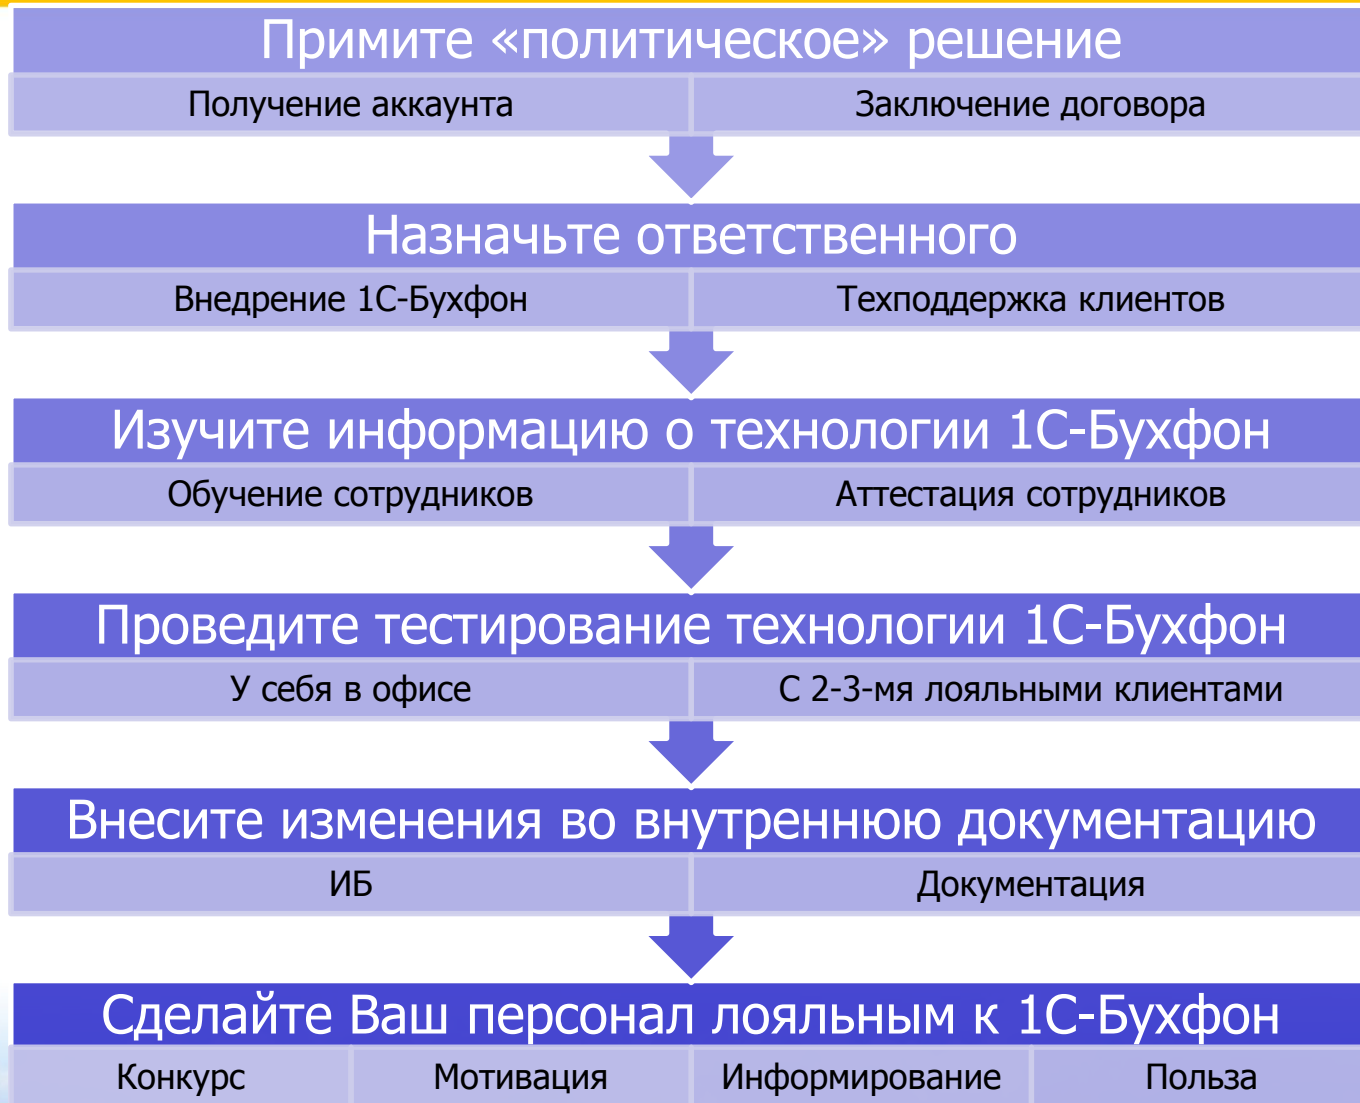 Примите «политическое» решение
Получение аккаунта
Заключение договора
Назначьте ответственного
Внедрение 1С-Бухфон
Техподдержка клиентов
Изучите информацию о технологии 1С-Бухфон
Обучение сотрудников
Аттестация сотрудников
Проведите тестирование технологии 1С-Бухфон
У себя в офисе
С 2-3-мя лояльными клиентами
Внесите изменения во внутреннюю документацию
ИБ
Документация
Сделайте Ваш персонал лояльным к 1С-Бухфон
Конкурс
Мотивация
Информирование
Польза